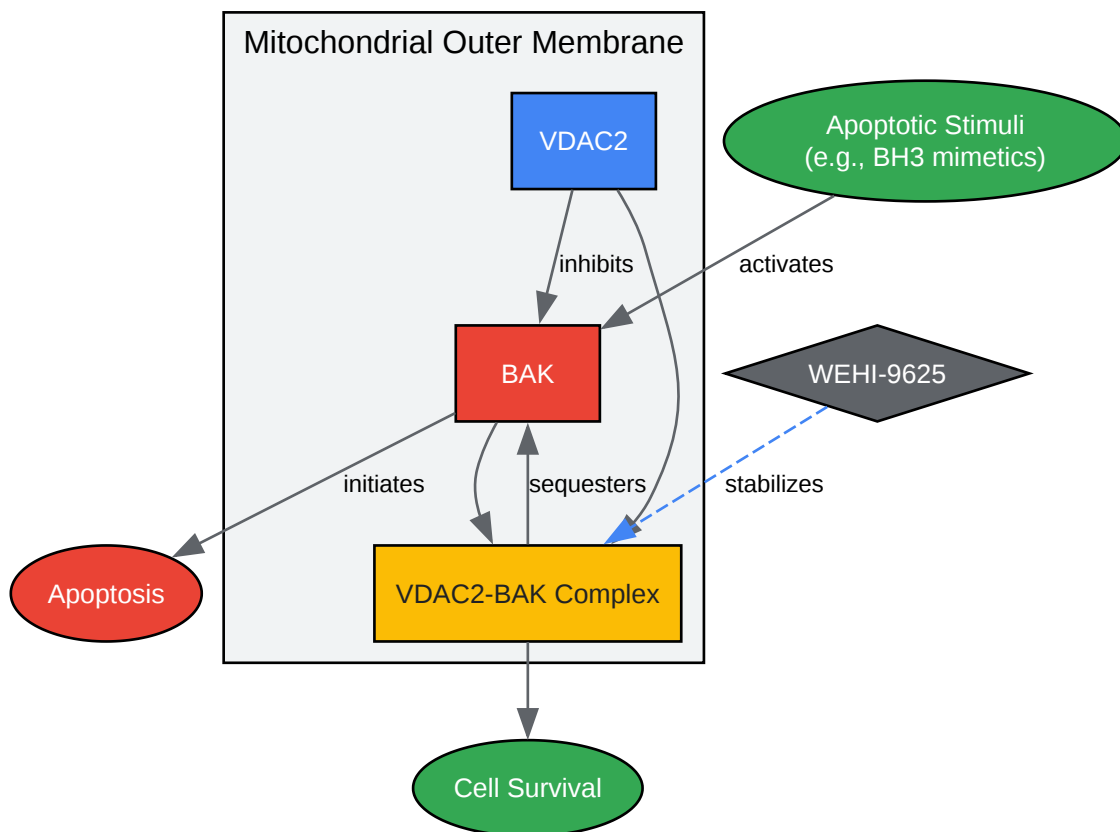 Mitochondrial Outer Membrane
VDAC2
Apoptotic Stimuli
(e.g., BH3 mimetics)
inhibits
activates
BAK
WEHI-9625
initiates
sequesters
stabilizes
Apoptosis
VDAC2-BAK Complex
Cell Survival